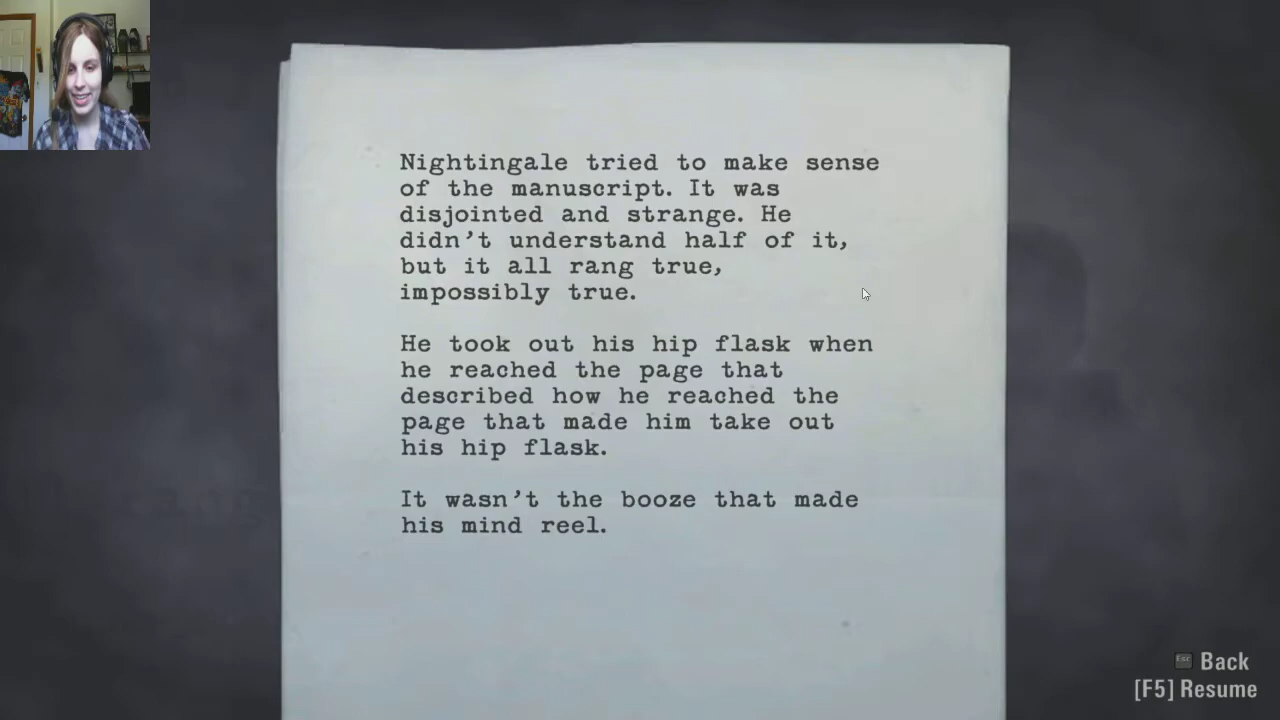 Nightingale tried to make sense
of the manuscript. It was
disjointed and strange. He
didn't understand half of it,
but it all rang true,
impossibly true.
He took out his hip flask when
he reached the page that
described how he reached the
page that made him take out
his hip flask.
It wasn't the booze that made
his mind reel.
Esc Back
[F5] Resume